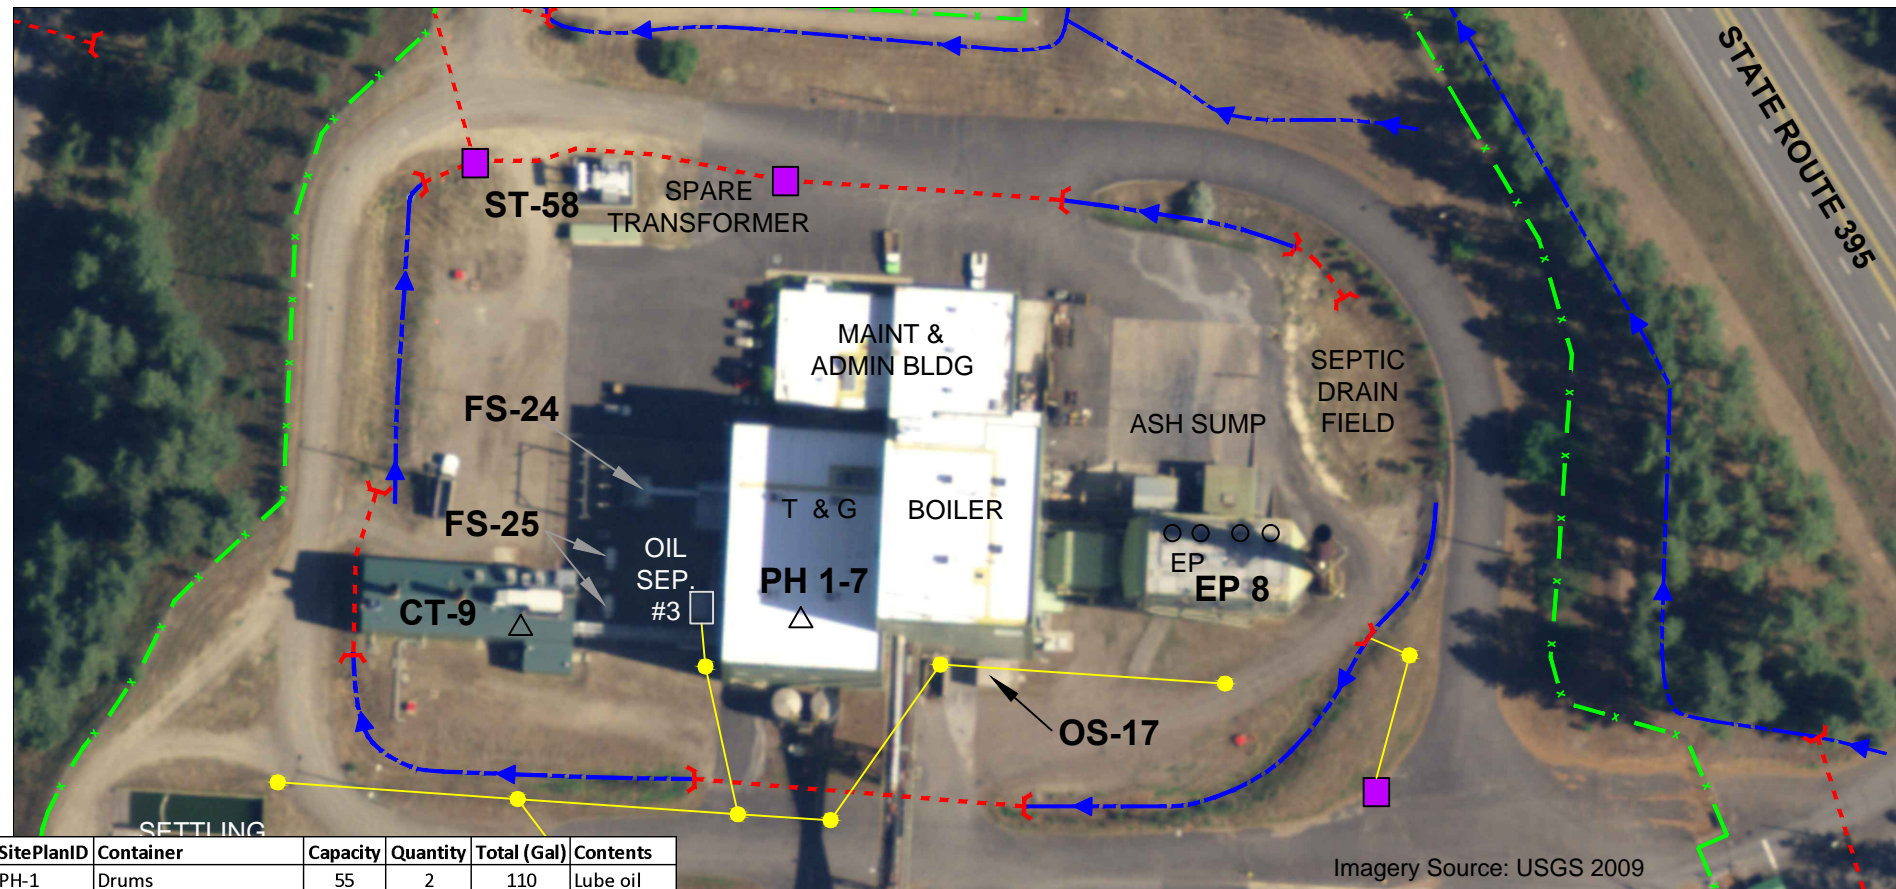 STATE ROUTE 395
ST-58
SPARE
TRANSFORMER
MAINT &
ADMIN BLDG
SEPTIC
DRAIN
FIELD
FS-24
ASH SUMP
T & G
BOILER
FS-25
OIL
SEP.
#3
PH 1-7
EP
EP 8
CT-9
OS-17
SETTLING
SitePlanID Container Capacity Quantity Total (Gal) Contents
PH-1 Drums 55 2 110 Lube oil
Imagery Source: USGS 2009